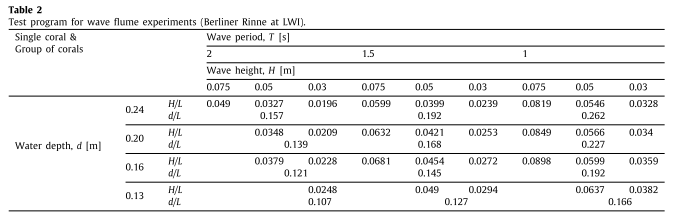 Table 2
Test program for wave flume experiments (Berliner Rinne at LWI).
Single coral & Wave period, T [s]
Group of corals 2 1.5 1
Wave height, H [m]
0.075 0.05 0.03 0.075 0.05 0.03 0.075 0.05 0.03
Water depth, d [m] 0.24 H/L 0.049 0.0327 0.0196 0.0599 0.0399 0.0239 0.0819 0.0546 0.0328
d/L 0.157 0.192 0.262
0.20 H/L 0.0348 0.0209 0.0632 0.0421 0.0253 0.0849 0.0566 0.034
d/L 0.139 0.168 0.227
0.16 H/L 0.0379 0.0228 0.0681 0.0454 0.0272 0.0898 0.0599 0.0359
d/L 0.121 0.145 0.192
0.13 H/L 0.0248 0.049 0.0294 0.0637 0.0382
d/L 0.107 0.127 0.166